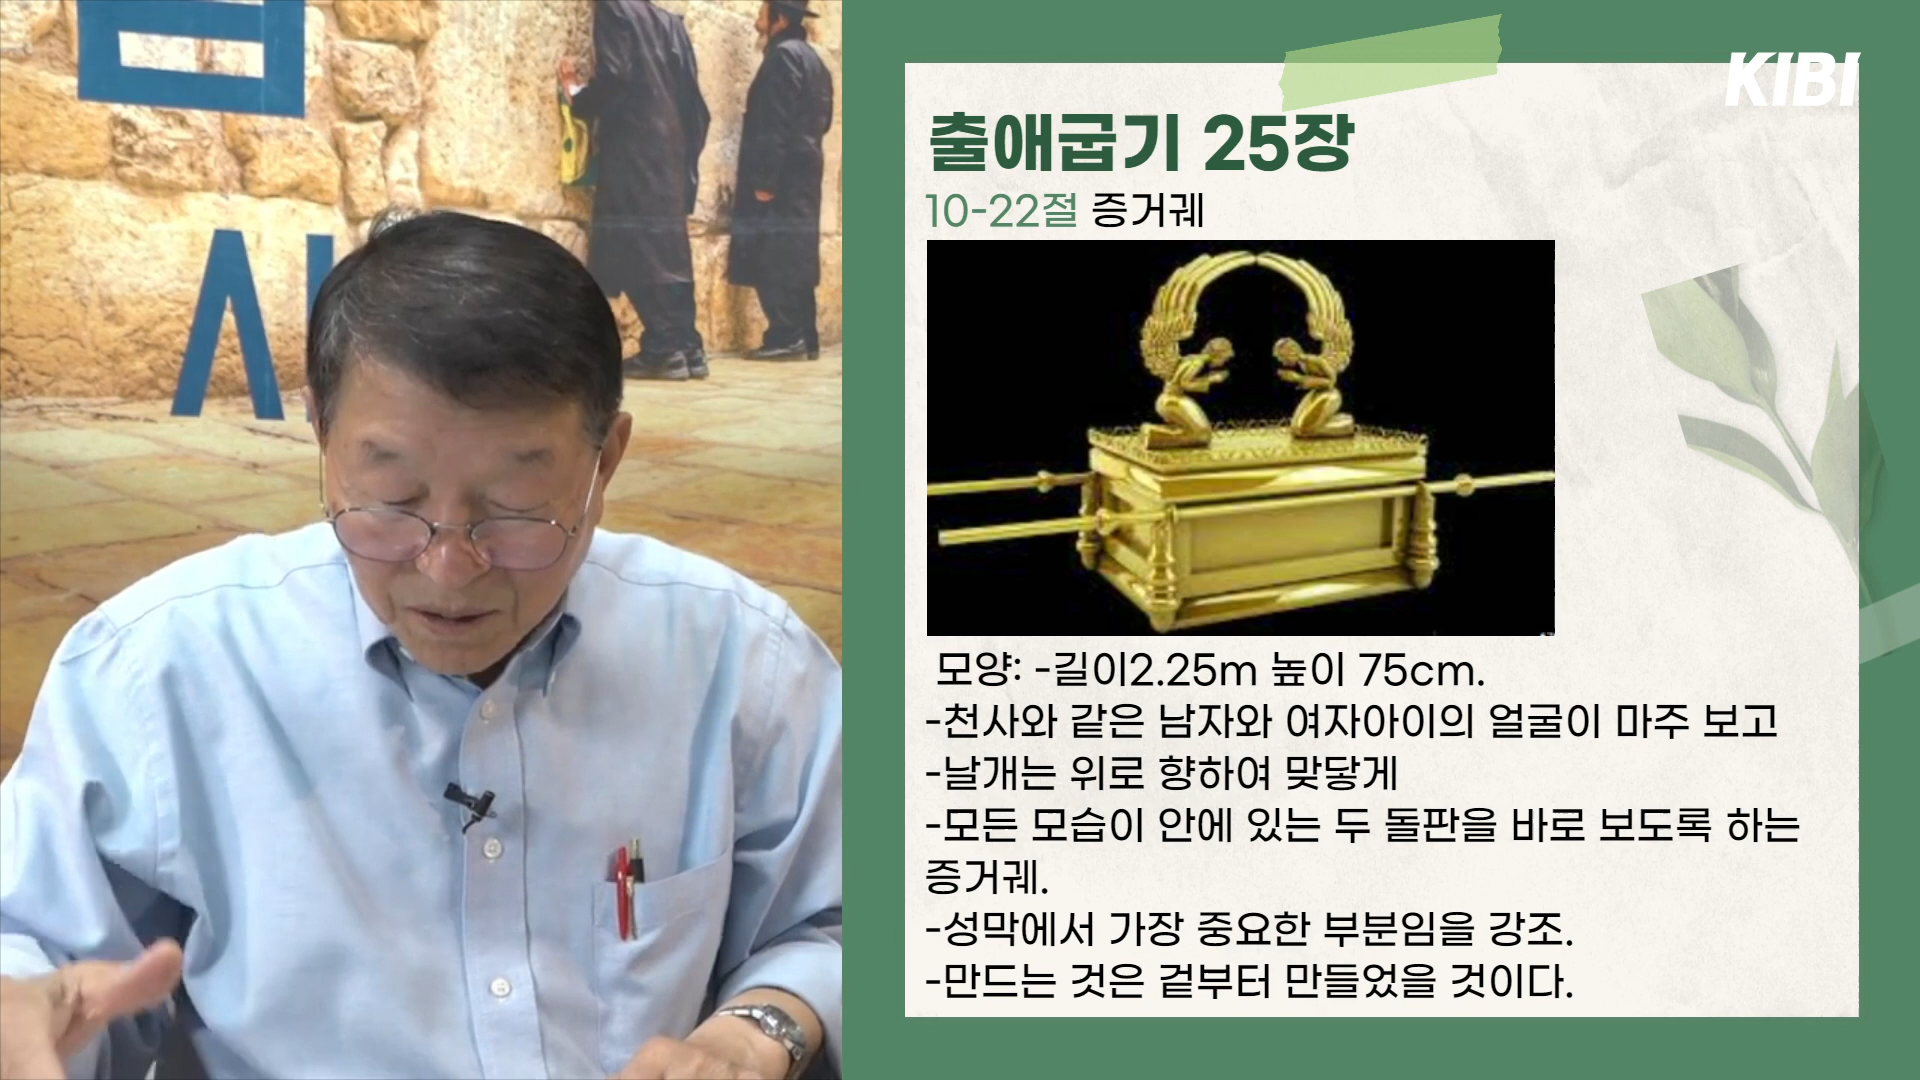 KIBI
출애굽기 25장
10-22절 증거궤
모양: -길이2.25m 높이 75cm.
-천사와 같은 남자와 여자아이의 얼굴이 마주 보고
-날개는 위로 향하여 맞닿게
-모든 모습이 안에 있는 두 돌판을 바로 보도록 하는
증거궤.
-성막에서 가장 중요한 부분임을 강조.
-만드는 것은 겉부터 만들었을 것이다.